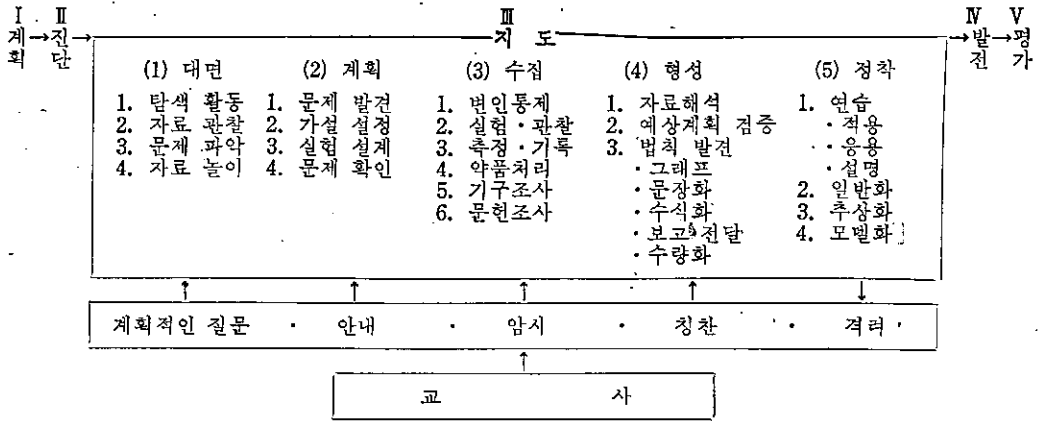 Ⅰ 계획 → Ⅱ 진단 → Ⅲ 지도 → Ⅳ 발전 → Ⅴ 평가
(1) 대면
1. 탐색 활동
2. 자료 관찰
3. 문제 파악
4. 자료 놀이
(2) 계획
1. 문제 발견
2. 가설 설정
3. 실험 설계
4. 문제 확인
(3) 수집
1. 변인통제
2. 실험·관찰
3. 측정·기록
4. 약품처리
5. 기구조사
6. 문헌조사
(4) 형성
1. 자료해석
2. 예상계획 검증
3. 법칙 발견
·그래프
·문장화
·수식화
·보고·전달
·수량화
(5) 정착
1. 연습
·적용
·응용
·설명
2. 일반화
3. 추상화
4. 모델화
계획적인 질문 · 안내 · 암시 · 칭찬 · 격려
교 사